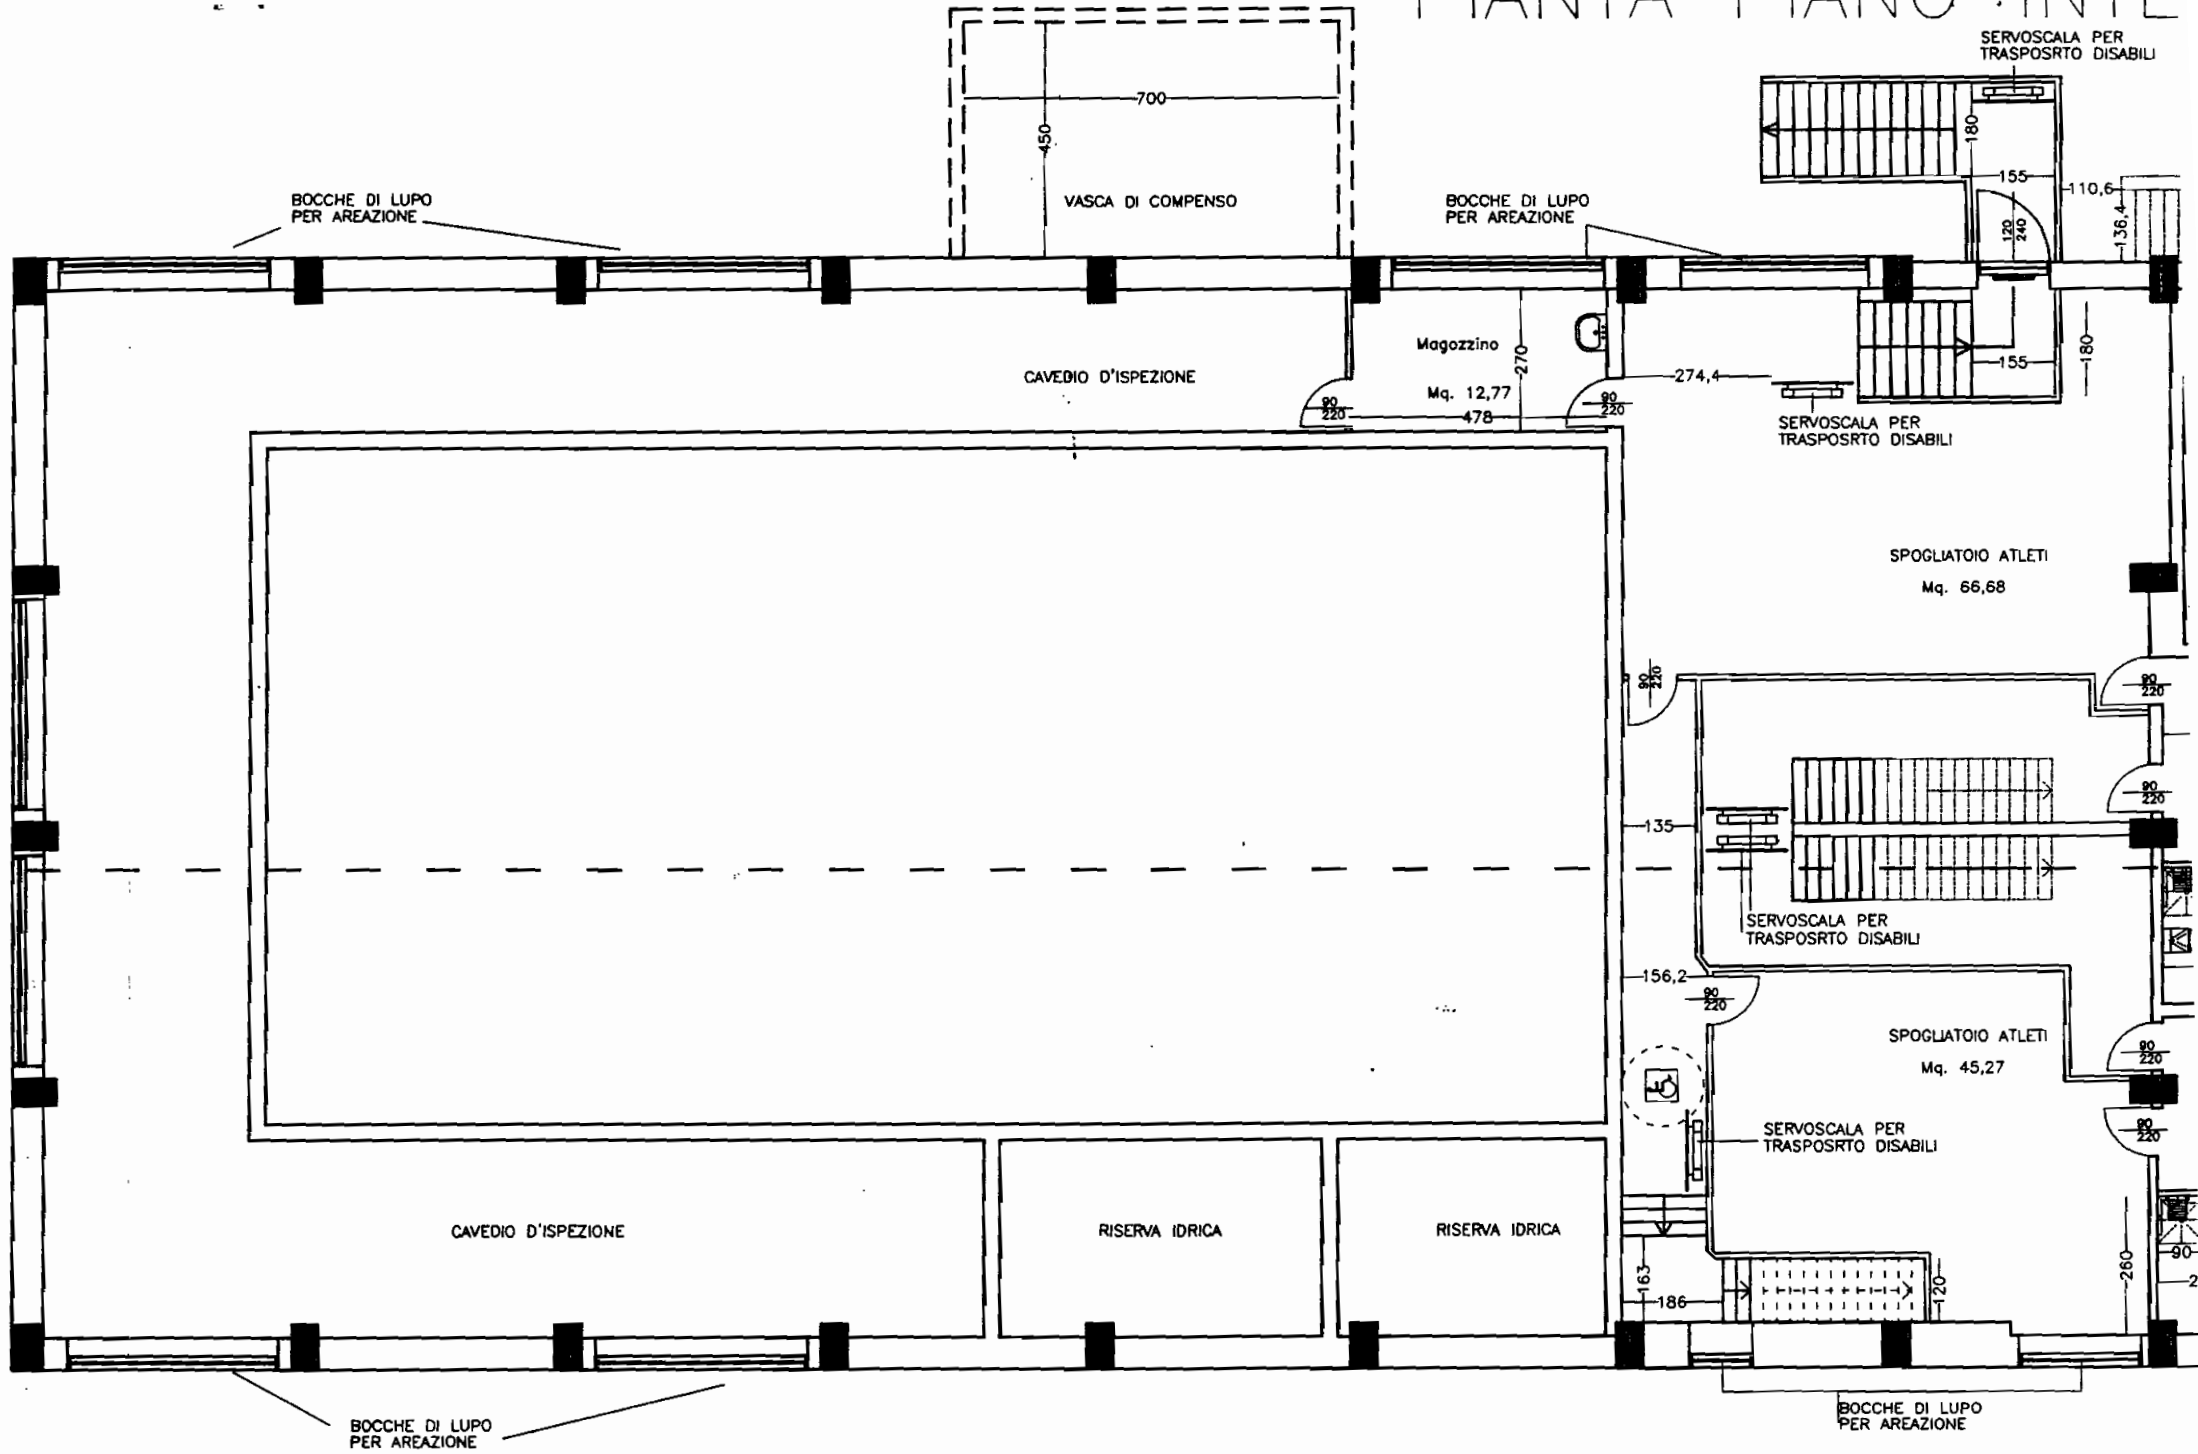 PIANTA PIANO INTE
SERVOSCALA PER
TRASPOSRTO DISABILI
700
450
180
155
110,6
136,4
120
240
VASCA DI COMPENSO
BOCCHE DI LUPO
PER AREAZIONE
BOCCHE DI LUPO
PER AREAZIONE
Magozzino
270
Mq. 12,77
478
90
220
90
220
CAVEDIO D'ISPEZIONE
274,4
155
180
SERVOSCALA PER
TRASPOSRTO DISABILI
SPOGLIATOIO ATLETI
Mq. 66,68
90
220
90
220
90
220
135
SERVOSCALA PER
TRASPOSRTO DISABILI
156,2
90
220
SPOGLIATOIO ATLETI
Mq. 45,27
90
220
90
220
SERVOSCALA PER
TRASPOSRTO DISABILI
CAVEDIO D'ISPEZIONE
RISERVA IDRICA
RISERVA IDRICA
163
186
120
260
90
2
BOCCHE DI LUPO
PER AREAZIONE
BOCCHE DI LUPO
PER AREAZIONE